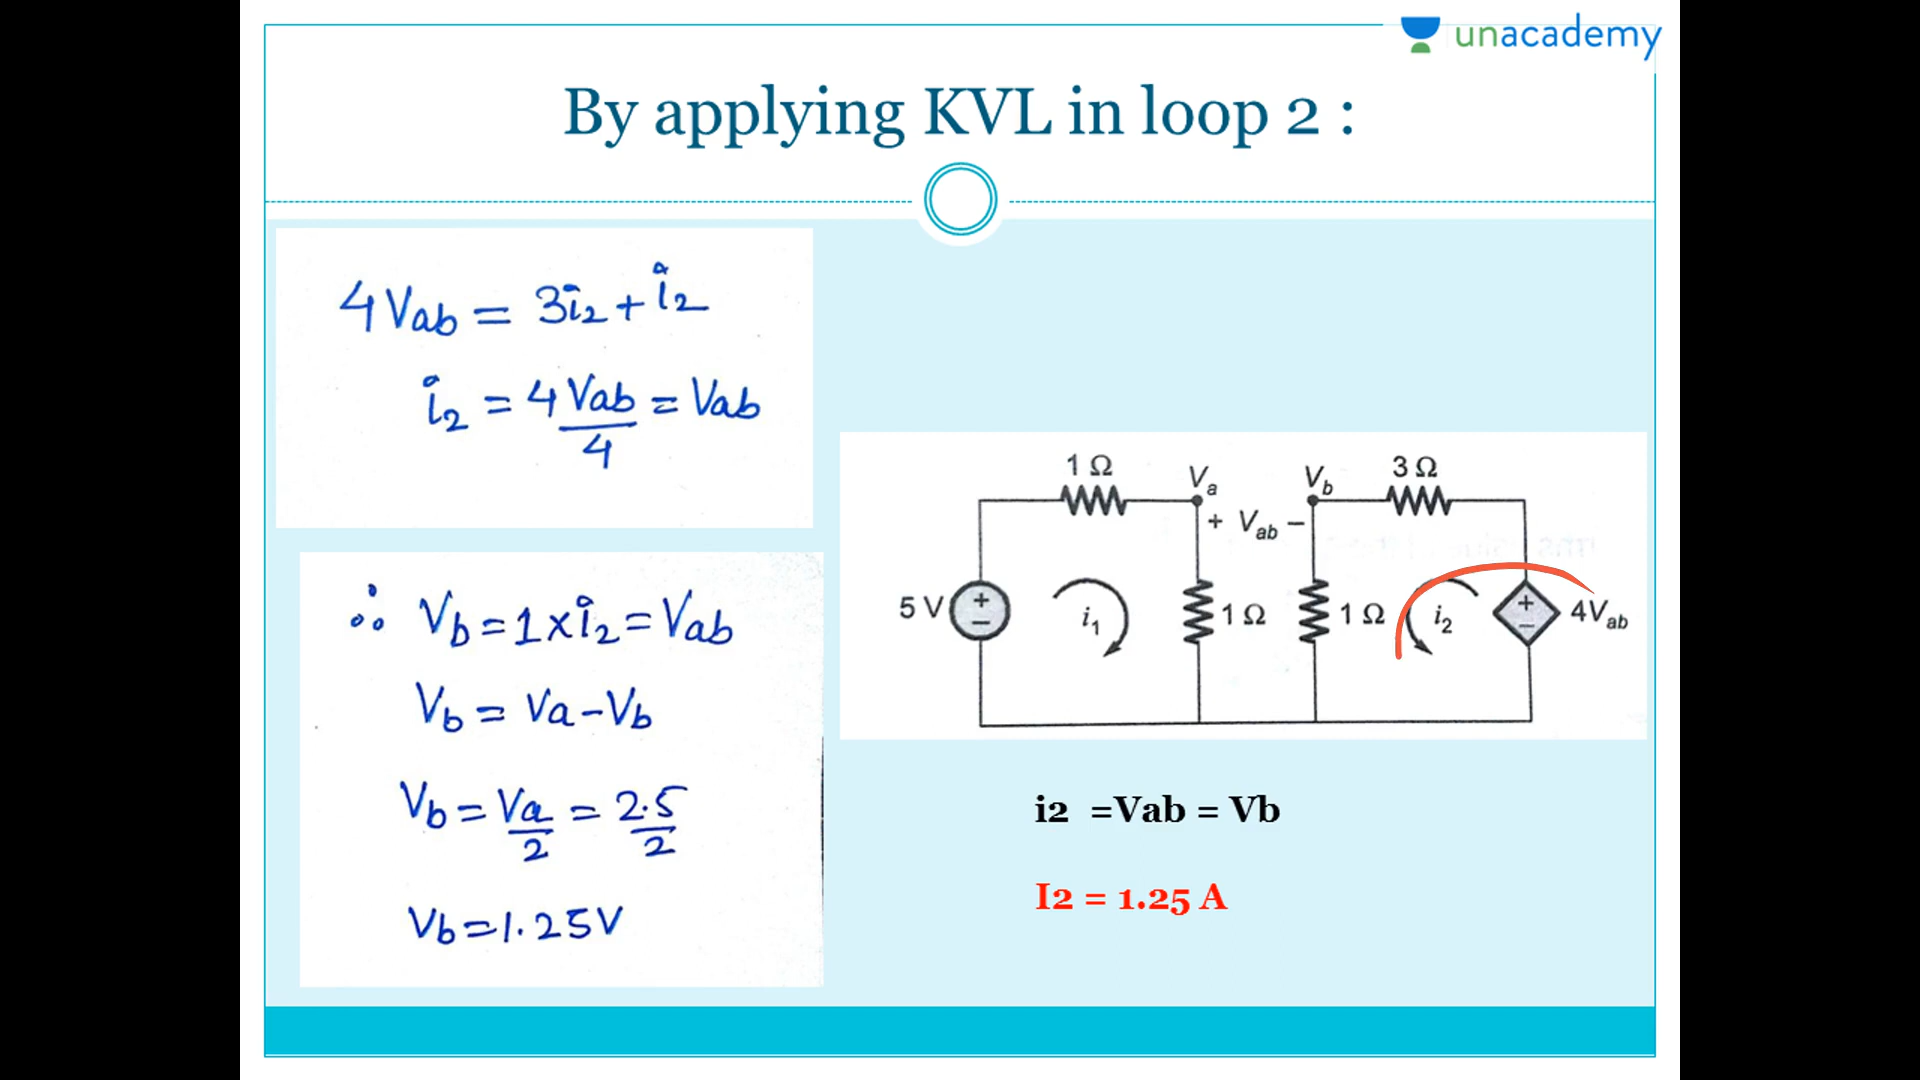 unacademy
By applying KVL in loop 2 :
4Vab = 3i2 + i2
i2 = 4Vab/4 = Vab
∴ Vb = 1×i2 = Vab
Vb = Va - Vb
Vb = Va/2 = 2.5/2
Vb = 1.25V
1 Ω
Va
Vb
3 Ω
+ Vab −
5 V
+
−
i1
1 Ω
1 Ω
i2
+
−
4Vab
i2 =Vab = Vb
I2 = 1.25 A